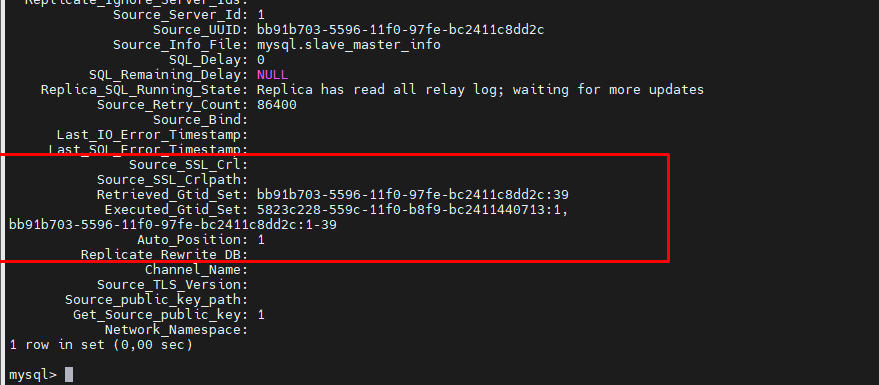 Replicate_Ignore_Server_Ids:
Source_Server_Id: 1
Source_UUID: bb91b703-5596-11f0-97fe-bc2411c8dd2c
Source_Info_File: mysql.slave_master_info
SQL_Delay: 0
SQL_Remaining_Delay: NULL
Replica_SQL_Running_State: Replica has read all relay log; waiting for more updates
Source_Retry_Count: 86400
Source_Bind:
Last_IO_Error_Timestamp:
Last_SQL_Error_Timestamp:
Source_SSL_Crl:
Source_SSL_Crlpath:
Retrieved_Gtid_Set: bb91b703-5596-11f0-97fe-bc2411c8dd2c:39
Executed_Gtid_Set: 5823c228-559c-11f0-b8f9-bc2411440713:1,
bb91b703-5596-11f0-97fe-bc2411c8dd2c:1-39
Auto_Position: 1
Replicate_Rewrite_DB:
Channel_Name:
Source_TLS_Version:
Source_public_key_path:
Get_Source_public_key: 1
Network_Namespace:
1 row in set (0,00 sec)
mysql>